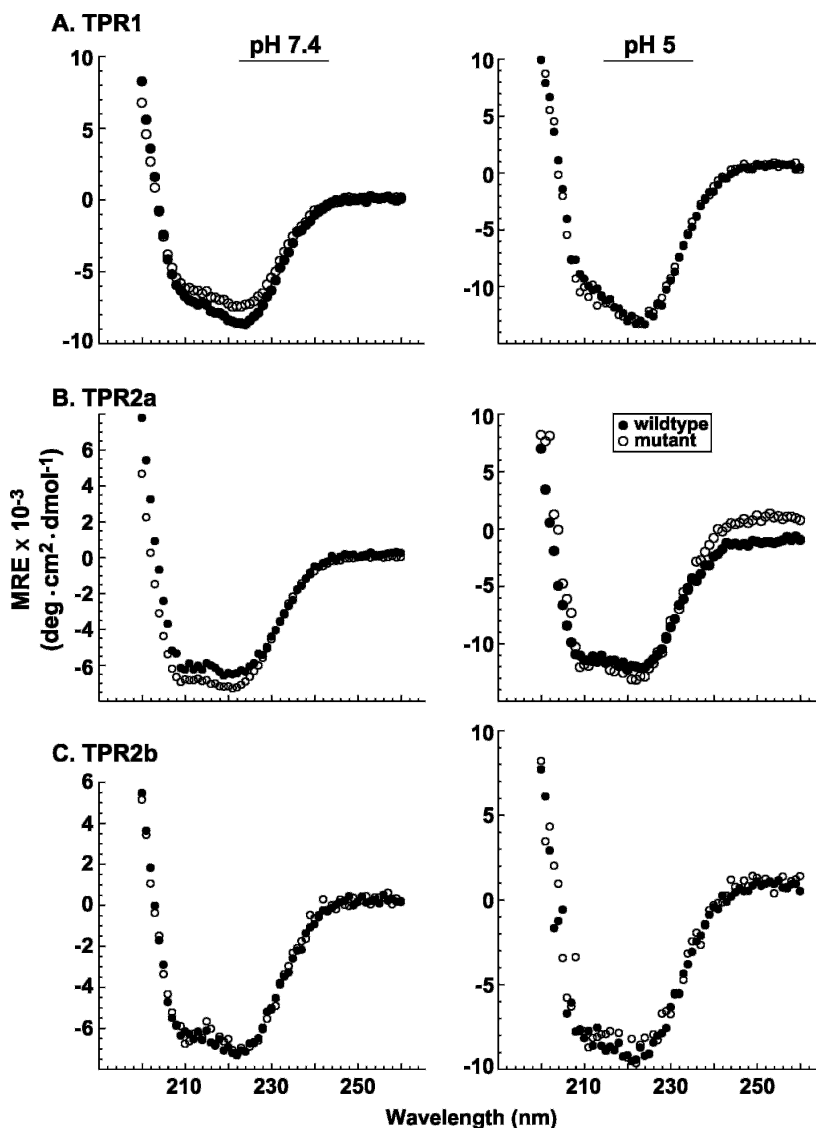 A. TPR1
pH 7.4
pH 5
10
5
0
-5
-10
10
5
0
-5
-10
B. TPR2a
wildtype
mutant
6
4
2
0
-2
-4
-6
10
5
0
-5
-10
MRE x 10-3
(deg · cm2 · dmol-1)
C. TPR2b
6
4
2
0
-2
-4
-6
10
5
0
-5
-10
210 230 250
210 230 250
Wavelength (nm)